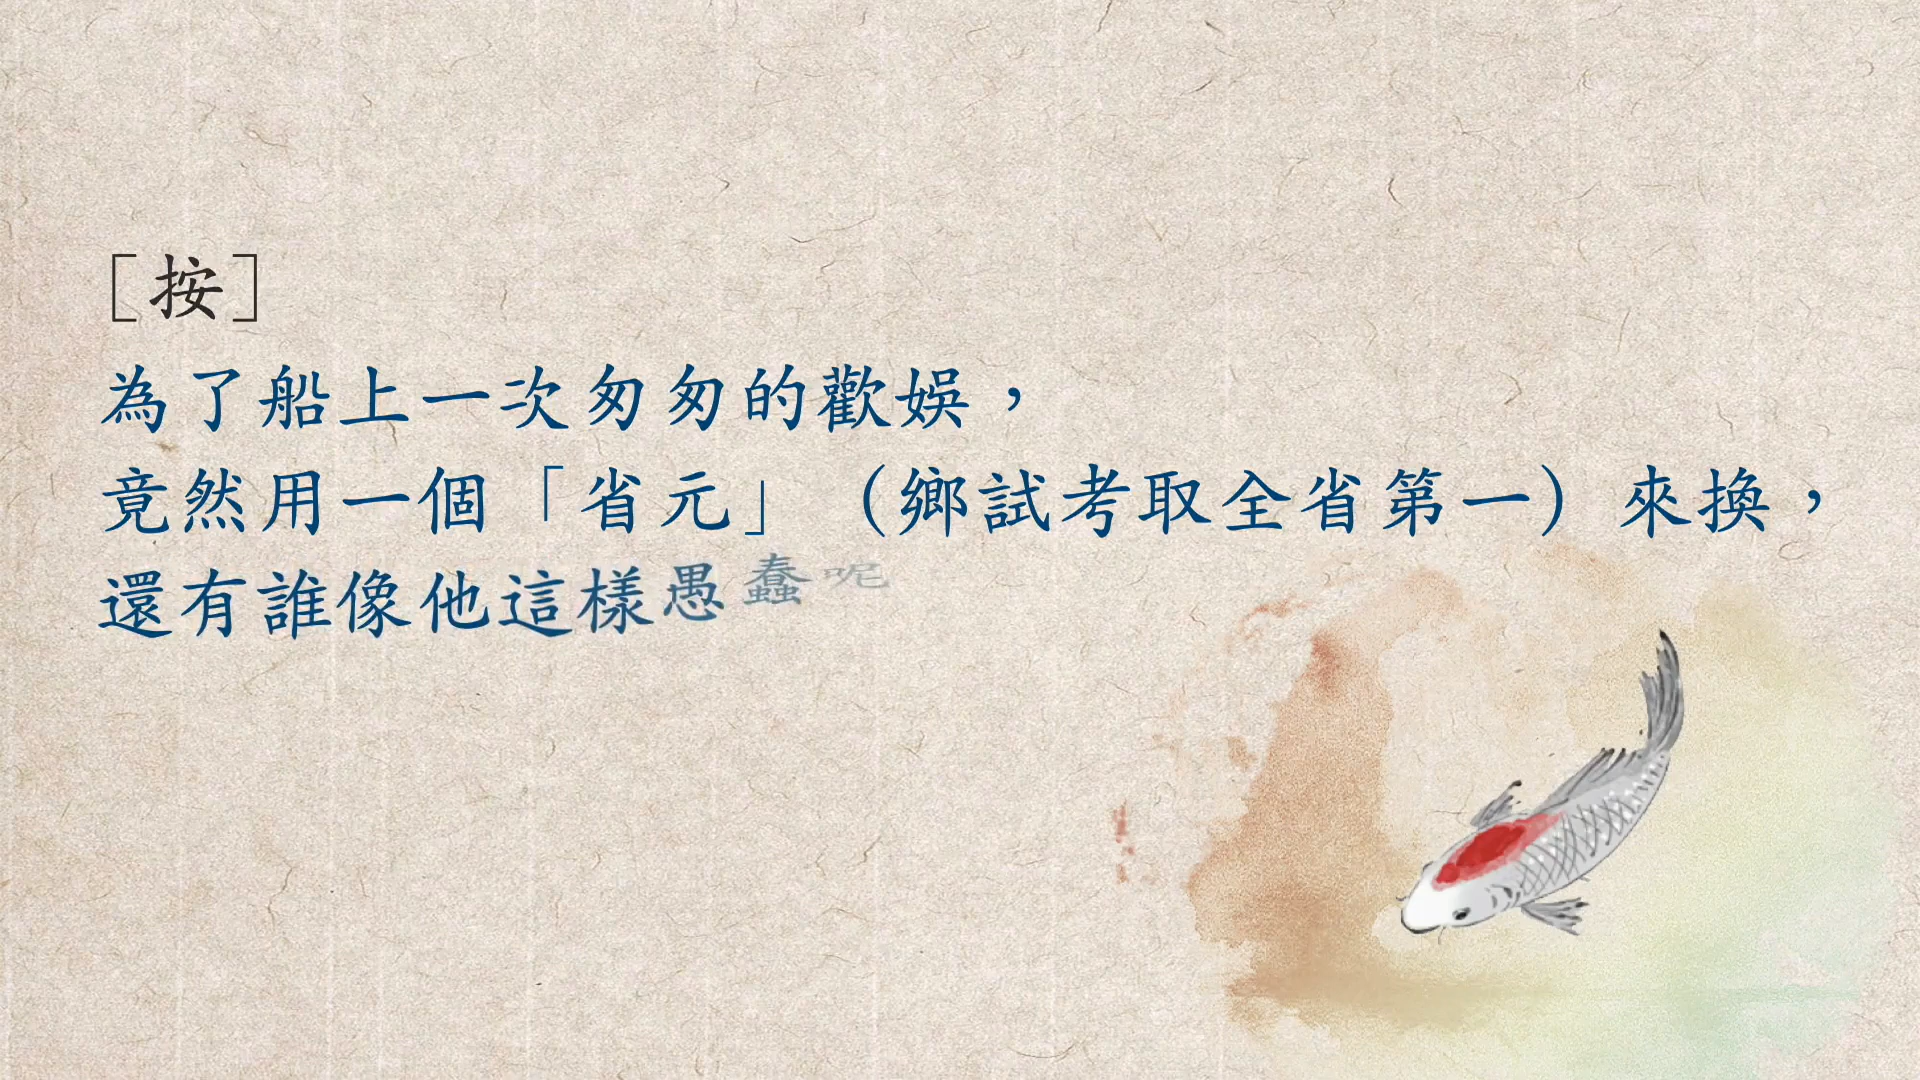 ［按］
為了船上一次匆匆的歡娛，
竟然用一個「省元」（鄉試考取全省第一）來換，
還有誰像他這樣愚蠢呢